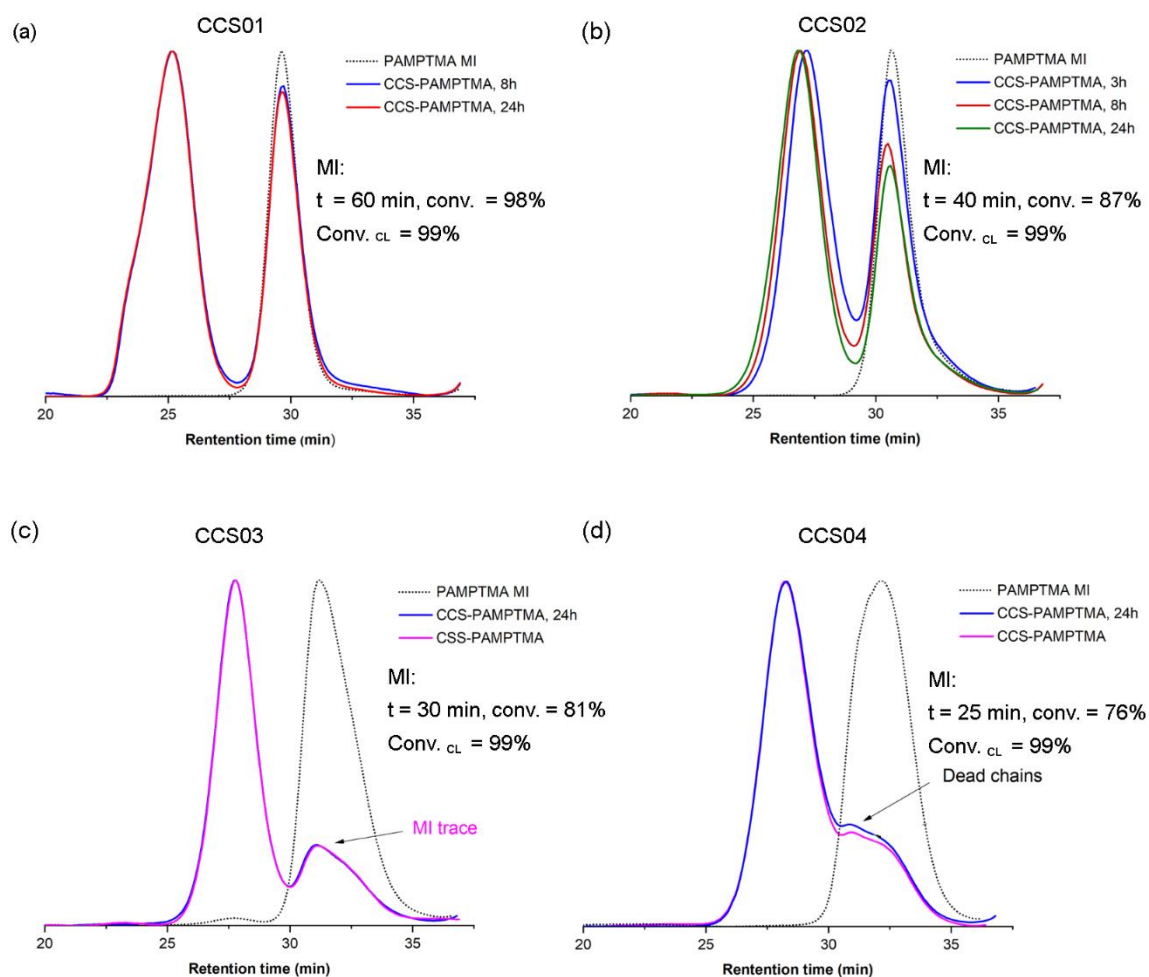 (a)
CCS01
PAMPTMA MI
CCS-PAMPTMA, 8h
CCS-PAMPTMA, 24h
MI:
t = 60 min, conv. = 98%
Conv. CL = 99%
20 25 30 35
Rentention time (min)
(b)
CCS02
PAMPTMA MI
CCS-PAMPTMA, 3h
CCS-PAMPTMA, 8h
CCS-PAMPTMA, 24h
MI:
t = 40 min, conv. = 87%
Conv. CL = 99%
20 25 30 35
Rentention time (min)
(c)
CCS03
PAMPTMA MI
CCS-PAMPTMA, 24h
CSS-PAMPTMA
MI:
t = 30 min, conv. = 81%
Conv. CL = 99%
MI trace
20 25 30 35
Retention time (min)
(d)
CCS04
PAMPTMA MI
CCS-PAMPTMA, 24h
CCS-PAMPTMA
MI:
t = 25 min, conv. = 76%
Conv. CL = 99%
Dead chains
20 25 30 35
Retention time (min)